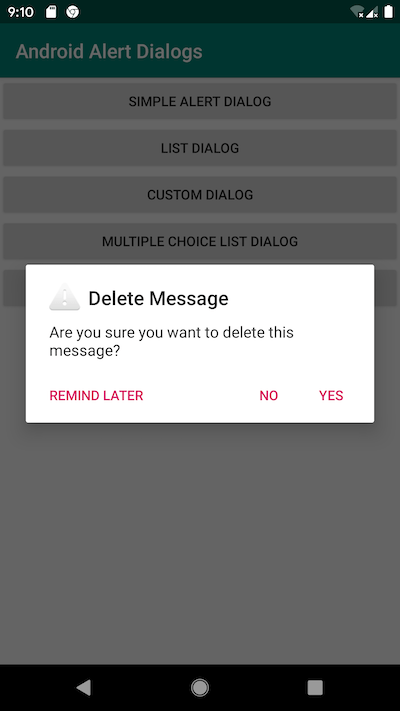 9:10
Android Alert Dialogs
SIMPLE ALERT DIALOG
LIST DIALOG
CUSTOM DIALOG
MULTIPLE CHOICE LIST DIALOG
Delete Message
Are you sure you want to delete this
message?
REMIND LATER NO YES